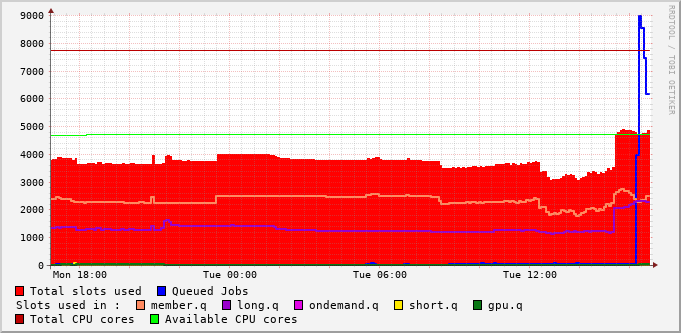 RRDTOOL / TOBI OETIKER
9000
8000
7000
6000
5000
4000
3000
2000
1000
0
Mon 18:00 Tue 00:00 Tue 06:00 Tue 12:00
Total slots used Queued Jobs
Slots used in : member.q long.q ondemand.q short.q gpu.q
Total CPU cores Available CPU cores